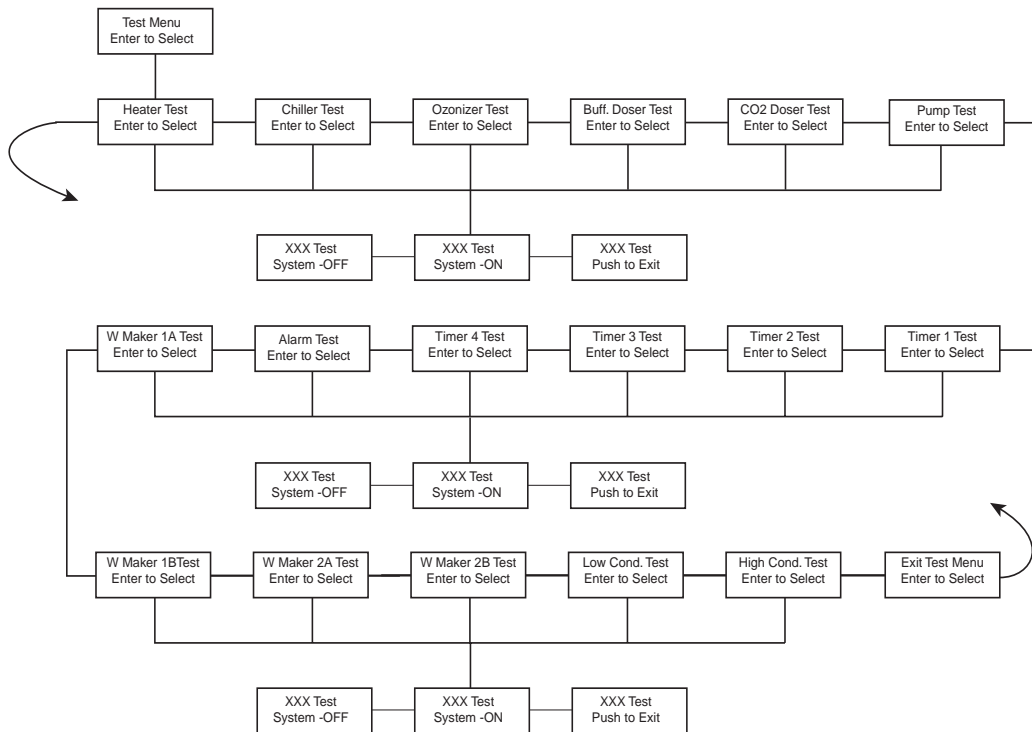 Test Menu
Enter to Select
Heater Test
Enter to Select
Chiller Test
Enter to Select
Ozonizer Test
Enter to Select
Buff. Doser Test
Enter to Select
CO2 Doser Test
Enter to Select
Pump Test
Enter to Select
XXX Test
System -OFF
XXX Test
System -ON
XXX Test
Push to Exit
W Maker 1A Test
Enter to Select
Alarm Test
Enter to Select
Timer 4 Test
Enter to Select
Timer 3 Test
Enter to Select
Timer 2 Test
Enter to Select
Timer 1 Test
Enter to Select
XXX Test
System -OFF
XXX Test
System -ON
XXX Test
Push to Exit
W Maker 1BTest
Enter to Select
W Maker 2A Test
Enter to Select
W Maker 2B Test
Enter to Select
Low Cond. Test
Enter to Select
High Cond. Test
Enter to Select
Exit Test Menu
Enter to Select
XXX Test
System -OFF
XXX Test
System -ON
XXX Test
Push to Exit